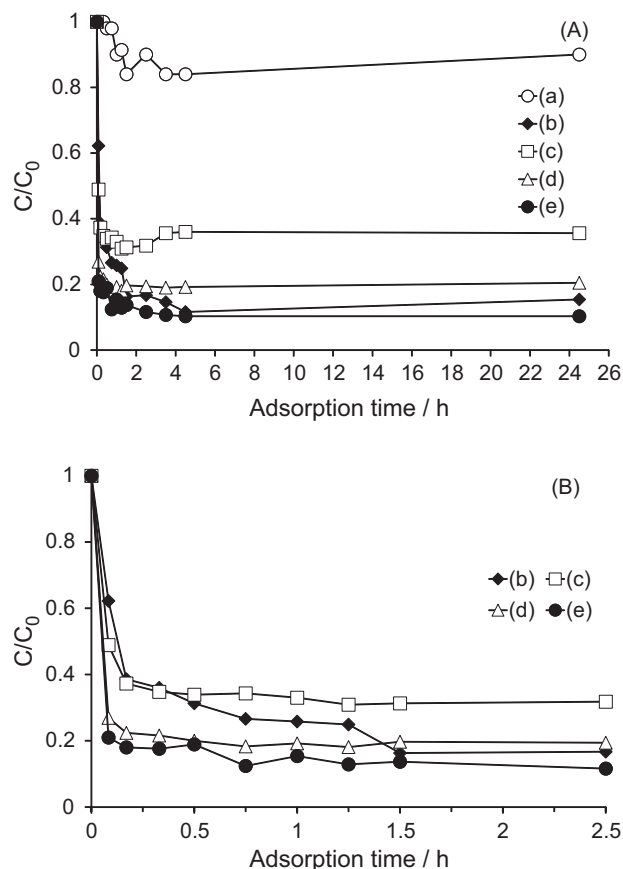 (A)
1
0.8
0.6
0.4
0.2
0
C/C0
(a)
(b)
(c)
(d)
(e)
0 2 4 6 8 10 12 14 16 18 20 22 24 26
Adsorption time / h
(B)
1
0.8
0.6
0.4
0.2
0
C/C0
(b) (c)
(d) (e)
0 0.5 1 1.5 2 2.5
Adsorption time / h